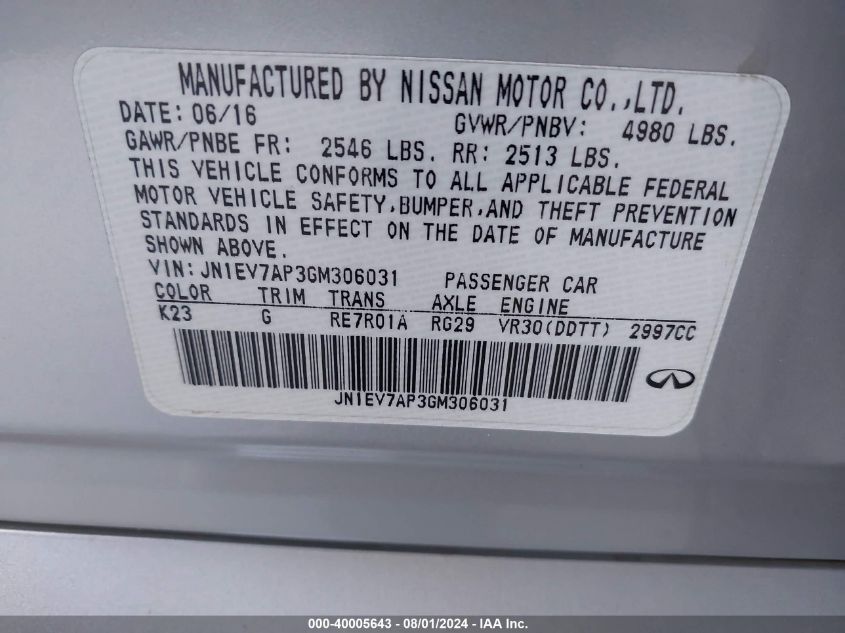 MANUFACTURED BY NISSAN MOTOR CO.,LTD.
DATE: 06/16 GVWR/PNBV: 4980 LBS.
GAWR/PNBE FR: 2546 LBS. RR: 2513 LBS.
THIS VEHICLE CONFORMS TO ALL APPLICABLE FEDERAL
MOTOR VEHICLE SAFETY,BUMPER,AND THEFT PREVENTION
STANDARDS IN EFFECT ON THE DATE OF MANUFACTURE
SHOWN ABOVE.
VIN:JN1EV7AP3GM306031 PASSENGER CAR
COLOR TRIM TRANS AXLE ENGINE
K23 G RE7R01A RG29 VR30(DDTT) 2997CC
JN1EV7AP3GM306031
000-40005643 - 08/01/2024 - IAA Inc.